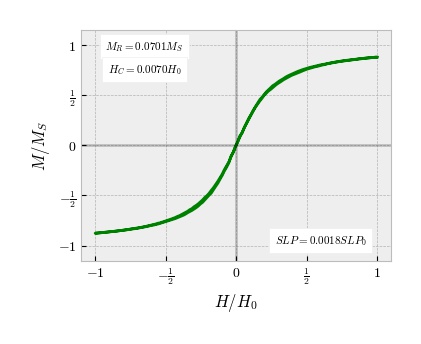 M_R = 0.0701M_S
H_C = 0.0070H_0
SLP = 0.0018SLP_0
M/M_S
1
1/2
0
−1/2
−1
−1
−1/2
0
1/2
1
H/H_0